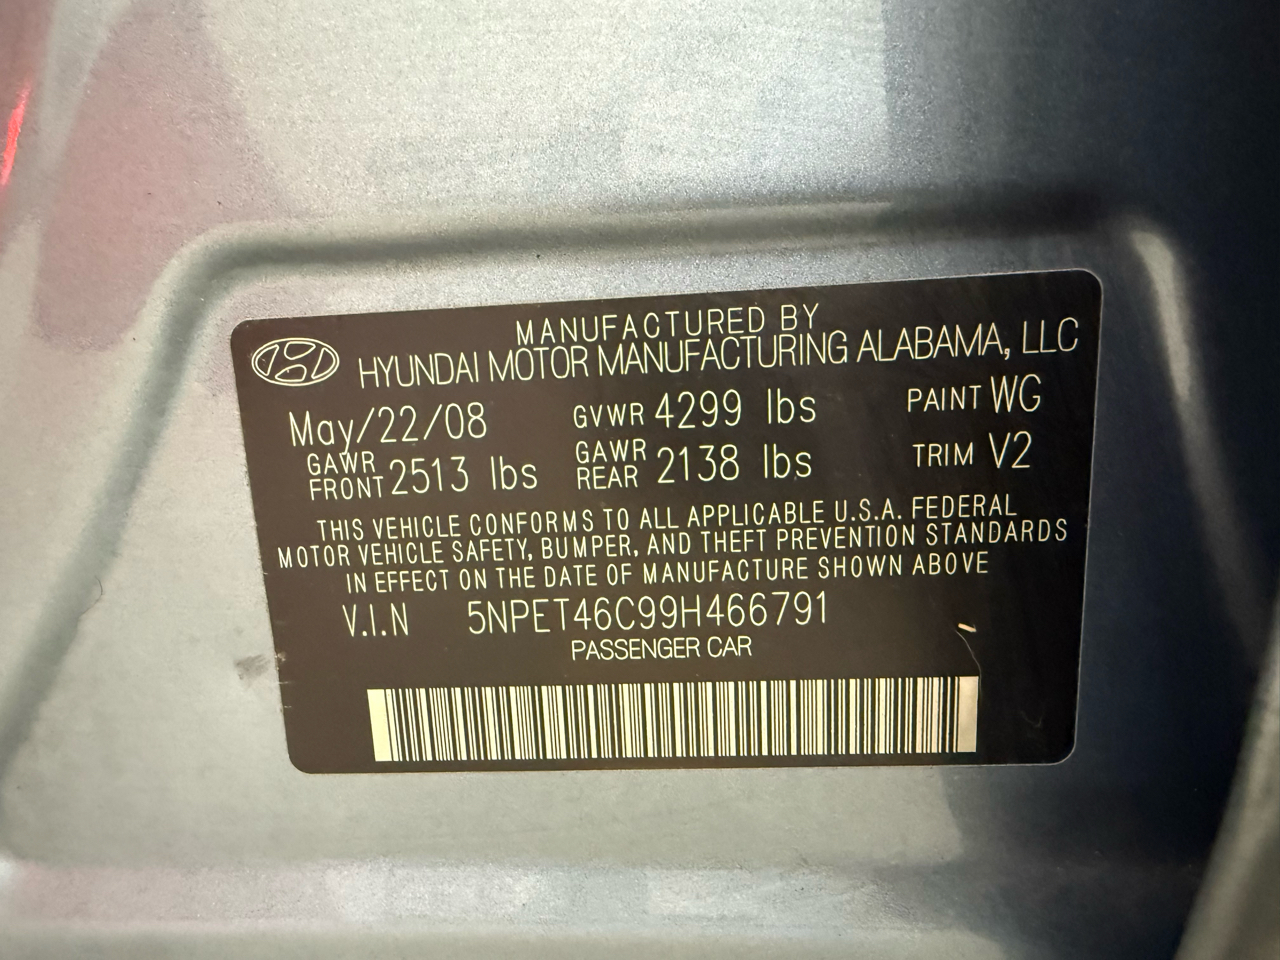 MANUFACTURED BY
HYUNDAI MOTOR MANUFACTURING ALABAMA, LLC
May/22/08 GVWR 4299 lbs PAINT WG
GAWR FRONT 2513 lbs GAWR REAR 2138 lbs TRIM V2
THIS VEHICLE CONFORMS TO ALL APPLICABLE U.S.A. FEDERAL
MOTOR VEHICLE SAFETY, BUMPER, AND THEFT PREVENTION STANDARDS
IN EFFECT ON THE DATE OF MANUFACTURE SHOWN ABOVE
V.I.N 5NPET46C99H466791
PASSENGER CAR